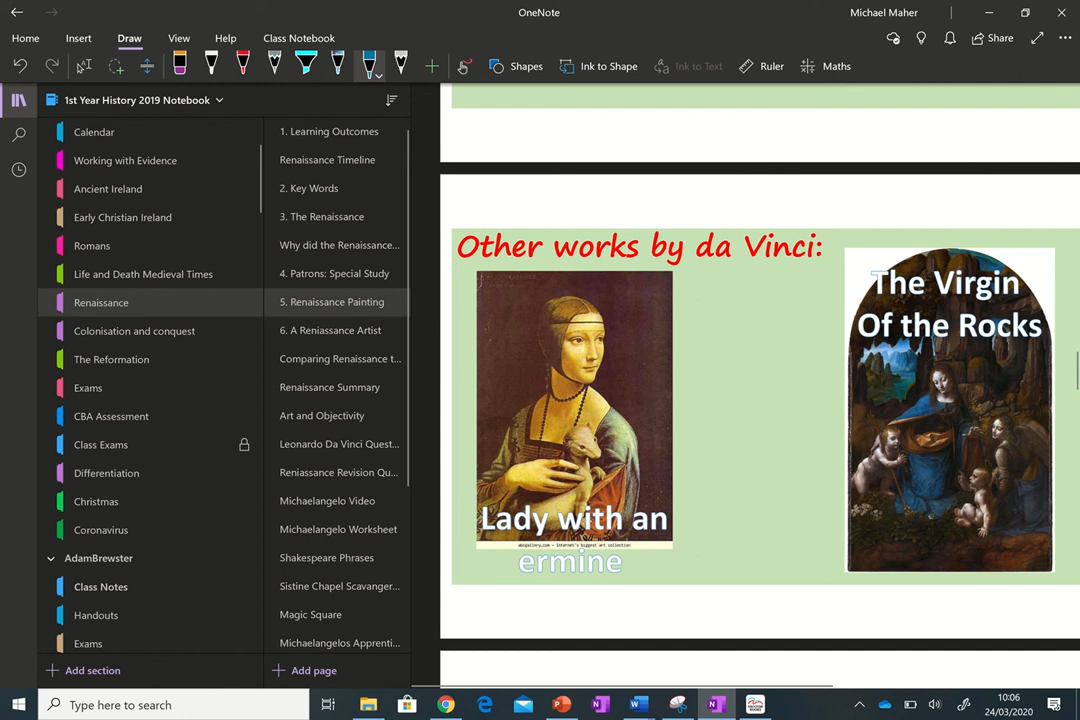 OneNote
Michael Maher
Home Insert Draw View Help Class Notebook
Share
Shapes Ink to Shape Ink to Text Ruler Maths
1st Year History 2019 Notebook
Calendar
Working with Evidence
Ancient Ireland
Early Christian Ireland
Romans
Life and Death Medieval Times
Renaissance
Colonisation and conquest
The Reformation
Exams
CBA Assessment
Class Exams
Differentiation
Christmas
Coronavirus
AdamBrewster
Class Notes
Handouts
Exams
Add section
1. Learning Outcomes
Renaissance Timeline
2. Key Words
3. The Renaissance
Why did the Renaissance...
4. Patrons: Special Study
5. Renaissance Painting
6. A Reniassance Artist
Comparing Renaissance t...
Renaissance Summary
Art and Objectivity
Leonardo Da Vinci Quest...
Reniassance Revision Qu...
Michaelangelo Video
Michaelangelo Worksheet
Shakespeare Phrases
Sistine Chapel Scavanger...
Magic Square
Michaelangelos Apprenti...
Add page
Other works by da Vinci:
Lady with an
abcgallery.com - Internet's biggest art collection
ermine
The Virgin
Of the Rocks
Type here to search
10:06
24/03/2020